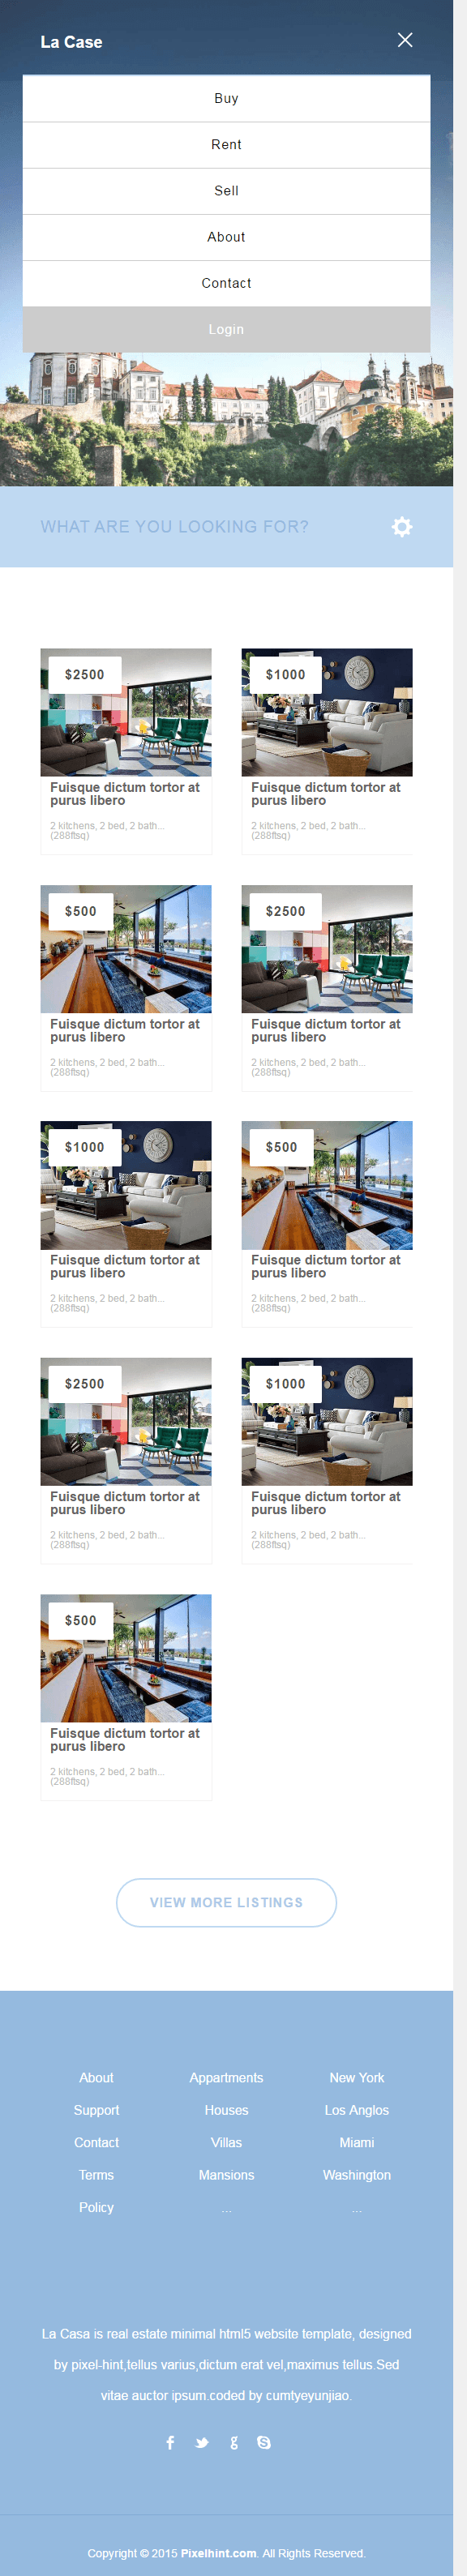 La Case
Buy
Rent
Sell
About
Contact
Login
WHAT ARE YOU LOOKING FOR?
$2500
Fuisque dictum tortor at
purus libero
2 kitchens, 2 bed, 2 bath...
(288ftsq)
$1000
Fuisque dictum tortor at
purus libero
2 kitchens, 2 bed, 2 bath...
(288ftsq)
$500
Fuisque dictum tortor at
purus libero
2 kitchens, 2 bed, 2 bath...
(288ftsq)
$2500
Fuisque dictum tortor at
purus libero
2 kitchens, 2 bed, 2 bath...
(288ftsq)
$1000
Fuisque dictum tortor at
purus libero
2 kitchens, 2 bed, 2 bath...
(288ftsq)
$500
Fuisque dictum tortor at
purus libero
2 kitchens, 2 bed, 2 bath...
(288ftsq)
$2500
Fuisque dictum tortor at
purus libero
2 kitchens, 2 bed, 2 bath...
(288ftsq)
$1000
Fuisque dictum tortor at
purus libero
2 kitchens, 2 bed, 2 bath...
(288ftsq)
$500
Fuisque dictum tortor at
purus libero
2 kitchens, 2 bed, 2 bath...
(288ftsq)
VIEW MORE LISTINGS
About
Support
Contact
Terms
Policy
Appartments
Houses
Villas
Mansions
...
New York
Los Anglos
Miami
Washington
...
La Casa is real estate minimal html5 website template, designed
by pixel-hint,tellus varius,dictum erat vel,maximus tellus.Sed
vitae auctor ipsum.coded by cumtyeyunjiao.
Copyright © 2015 Pixelhint.com. All Rights Reserved.